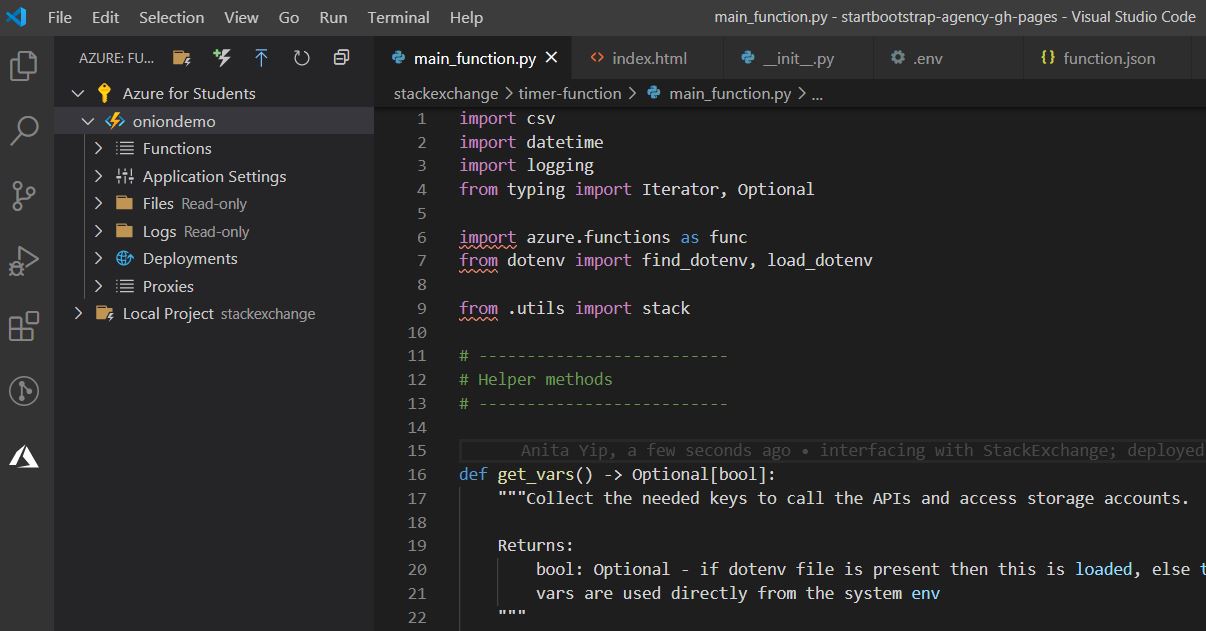 File Edit Selection View Go Run Terminal Help main_function.py - startbootstrap-agency-gh-pages - Visual Studio Code
AZURE: FU...
Azure for Students
oniondemo
Functions
Application Settings
Files Read-only
Logs Read-only
Deployments
Proxies
Local Project stackexchange
main_function.py index.html __init__.py .env {} function.json
stackexchange > timer-function > main_function.py > ...
1 import csv
2 import datetime
3 import logging
4 from typing import Iterator, Optional
5
6 import azure.functions as func
7 from dotenv import find_dotenv, load_dotenv
8
9 from .utils import stack
10
11 # --------------------------
12 # Helper methods
13 # --------------------------
14
15 Anita Yip, a few seconds ago • interfacing with StackExchange; deployed
16 def get_vars() -> Optional[bool]:
17 """Collect the needed keys to call the APIs and access storage accounts.
18
19 Returns:
20 bool: Optional - if dotenv file is present then this is loaded, else t
21 vars are used directly from the system env
22 """